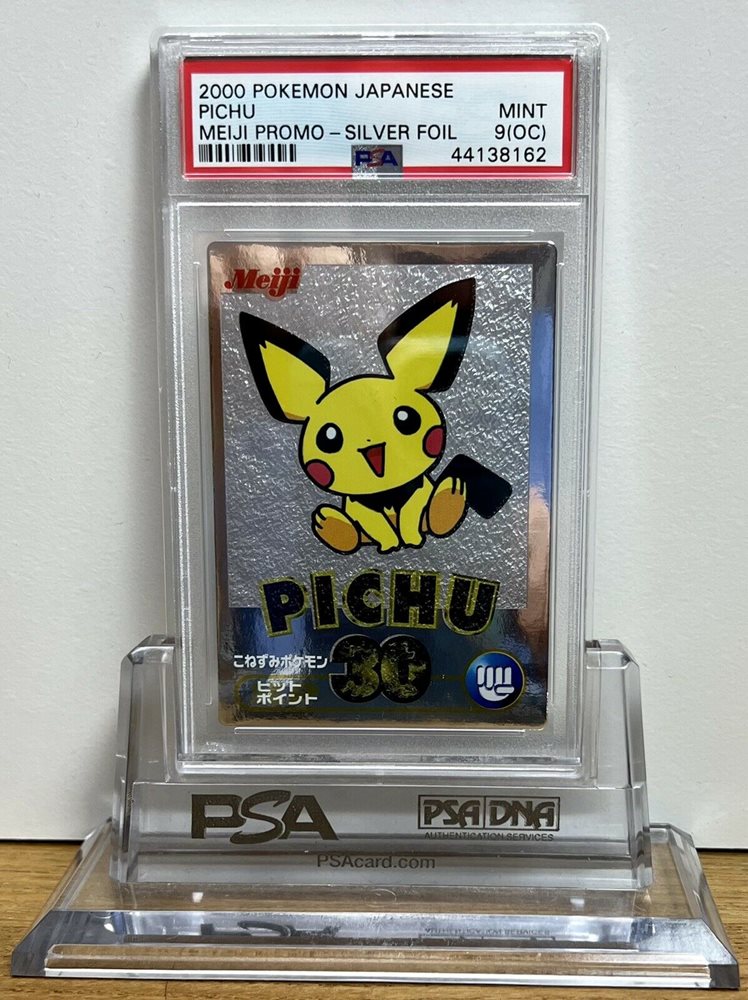 2000 POKEMON JAPANESE
PICHU MINT
MEIJI PROMO - SILVER FOIL 9(OC)
PSA 44138162
Meiji
PICHU
こねずみポケモン 30
ヒット
ポイント
PSA PSA DNA
AUTHENTICATION SERVICES
PSAcard.com